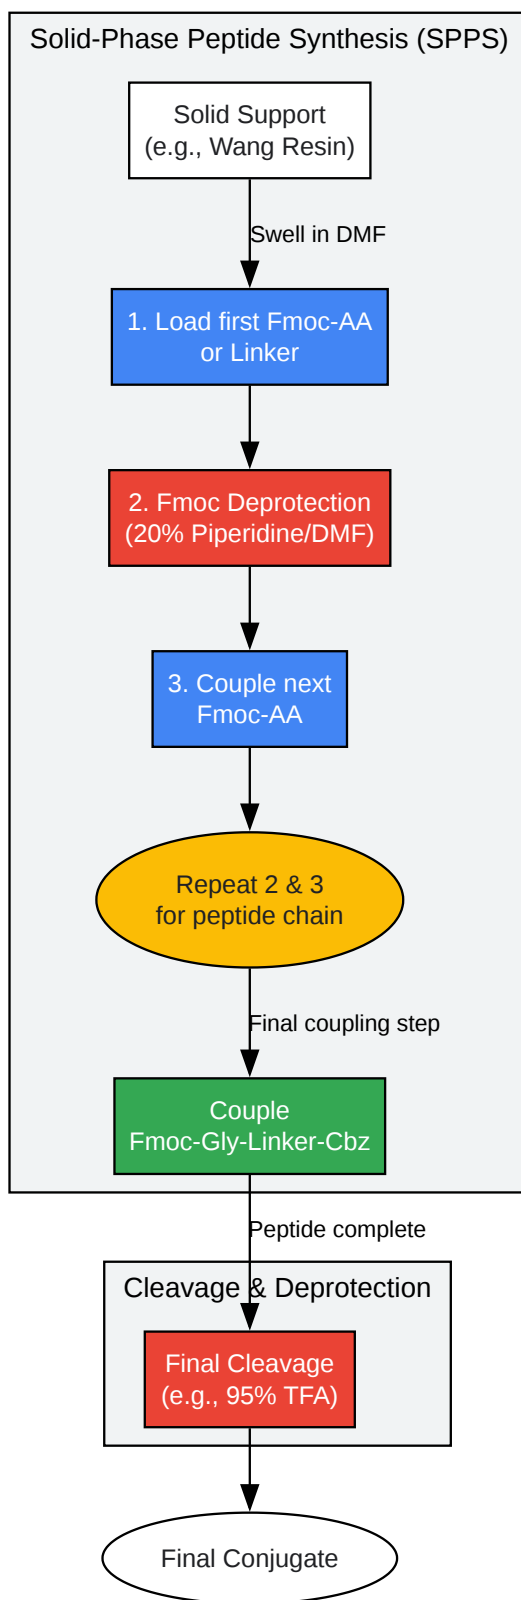 Solid-Phase Peptide Synthesis (SPPS)
Solid Support
(e.g., Wang Resin)
Swell in DMF
1. Load first Fmoc-AA
or Linker
2. Fmoc Deprotection
(20% Piperidine/DMF)
3. Couple next
Fmoc-AA
Repeat 2 & 3
for peptide chain
Final coupling step
Couple
Fmoc-Gly-Linker-Cbz
Peptide complete
Cleavage & Deprotection
Final Cleavage
(e.g., 95% TFA)
Final Conjugate